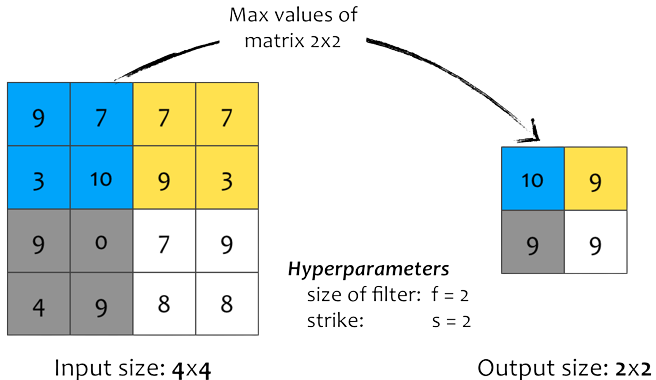 Max values of
matrix 2x2
9 7 7 7
3 10 9 3
9 0 7 9
4 9 8 8
10 9
9 9
Hyperparameters
size of filter: f = 2
strike: s = 2
Input size: 4x4
Output size: 2x2